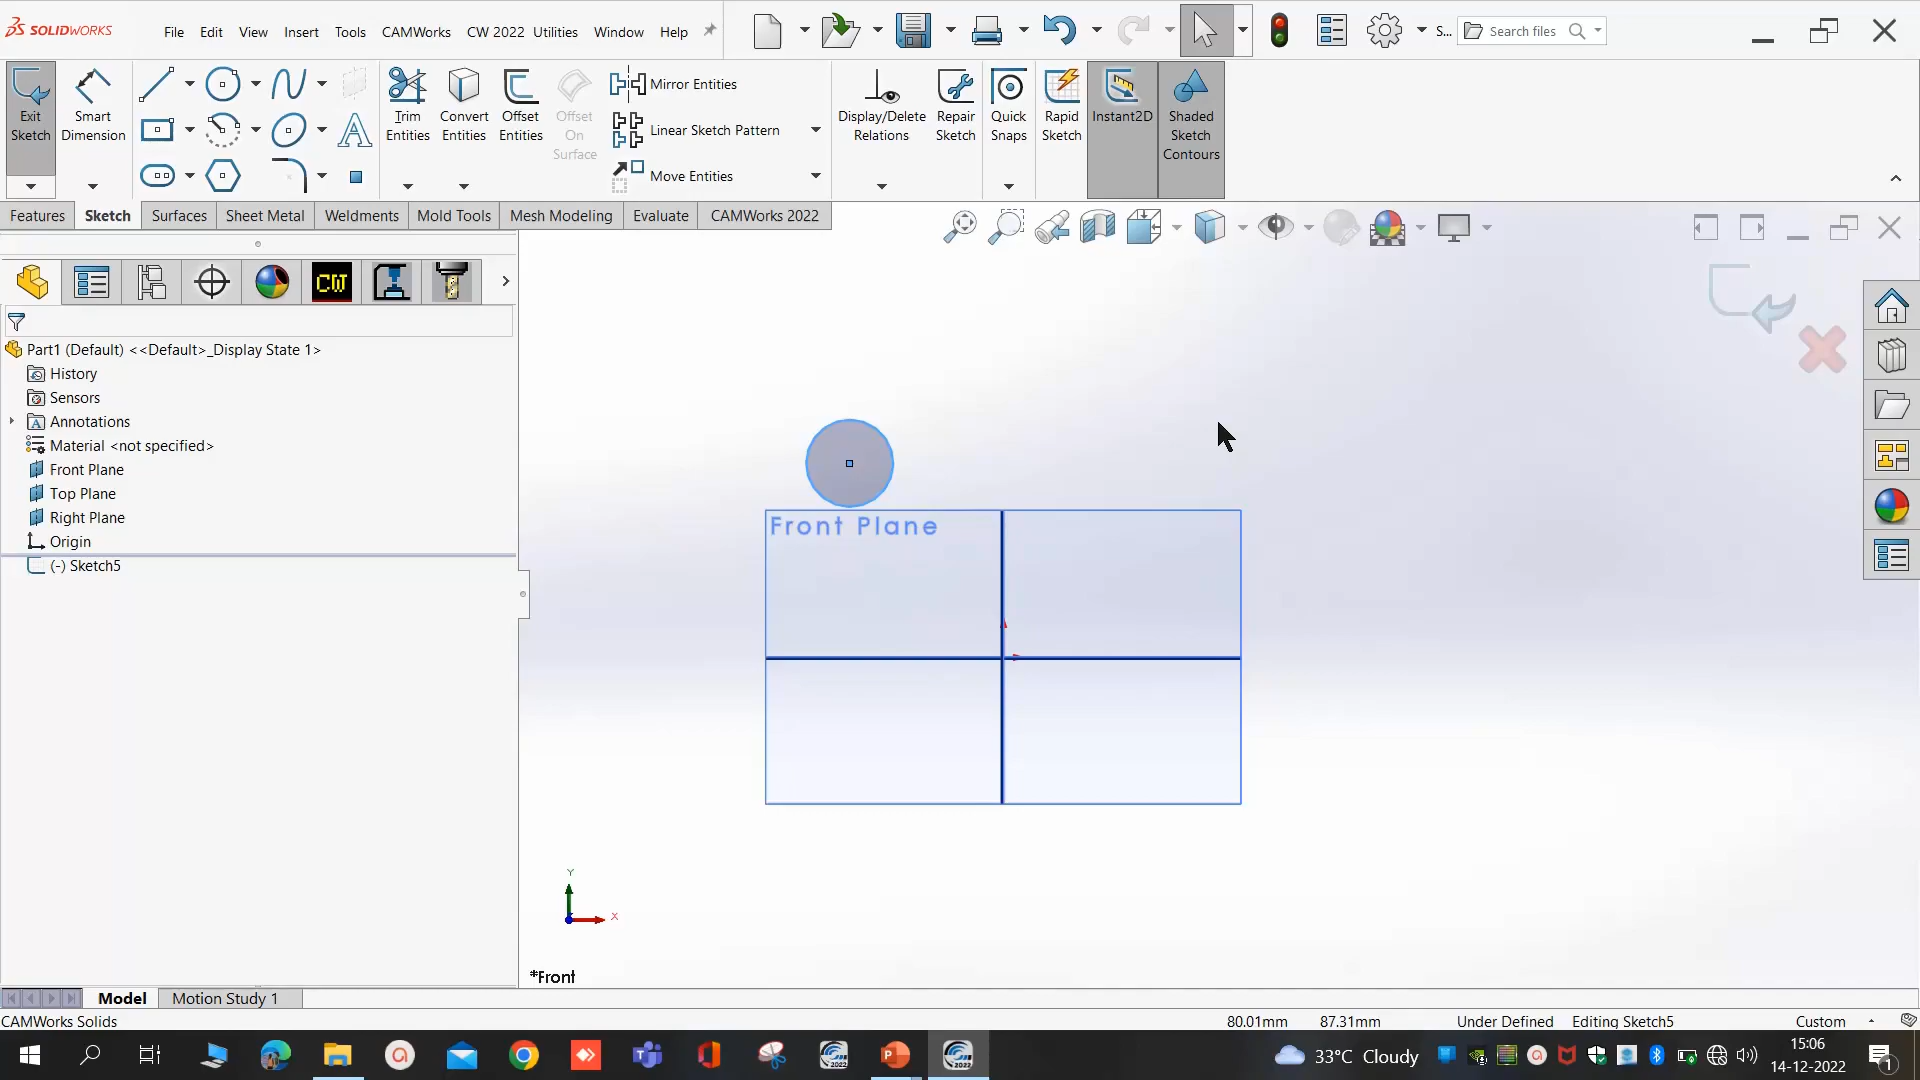 SOLIDWORKS File Edit View Insert Tools CAMWorks CW 2022 Utilities Window Help S... Search files
Exit Sketch
Smart Dimension
Trim Entities
Convert Entities
Offset Entities
Offset On Surface
Mirror Entities
Linear Sketch Pattern
Move Entities
Display/Delete Relations
Repair Sketch
Quick Snaps
Rapid Sketch
Instant2D
Shaded Sketch Contours
Features Sketch Surfaces Sheet Metal Weldments Mold Tools Mesh Modeling Evaluate CAMWorks 2022
CW
Part1 (Default) <<Default>_Display State 1>
History
Sensors
Annotations
Material <not specified>
Front Plane
Top Plane
Right Plane
Origin
(-) Sketch5
Front Plane
Y
X
*Front
Model Motion Study 1
CAMWorks Solids 80.01mm 87.31mm Under Defined Editing Sketch5 Custom
33°C Cloudy
15:06
14-12-2022
1